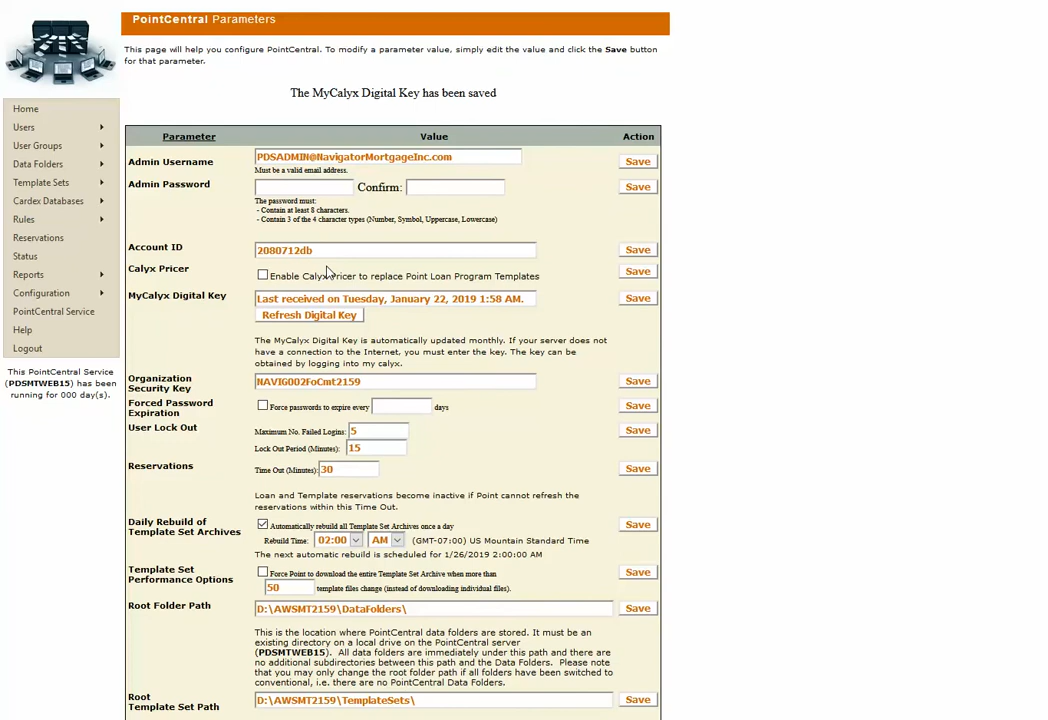 PointCentral Parameters
This page will help you configure PointCentral. To modify a parameter value, simply edit the value and click the Save button
for that parameter.
The MyCalyx Digital Key has been saved
Home
Users
User Groups
Data Folders
Template Sets
Cardex Databases
Rules
Reservations
Status
Reports
Configuration
PointCentral Service
Help
Logout
This PointCentral Service
(PDSMTWEB15) has been
running for 000 day(s).
Parameter Value Action
Admin Username PDSADMIN@NavigatorMortgageInc.com Save
Must be a valid email address.
Admin Password Confirm: Save
The password must:
- Contain at least 8 characters.
- Contain 3 of the 4 character types (Number, Symbol, Uppercase, Lowercase)
Account ID 2080712db Save
Calyx Pricer Enable Calyx Pricer to replace Point Loan Program Templates Save
MyCalyx Digital Key Last received on Tuesday, January 22, 2019 1:58 AM. Save
Refresh Digital Key
The MyCalyx Digital Key is automatically updated monthly. If your server does not
have a connection to the Internet, you must enter the key. The key can be
obtained by logging into my calyx.
Organization
Security Key NAVIG002FoCmt2159 Save
Forced Password
Expiration Force passwords to expire every days Save
User Lock Out Maximum No. Failed Logins: 5 Save
Lock Out Period (Minutes): 15
Reservations Time Out (Minutes): 30 Save
Loan and Template reservations become inactive if Point cannot refresh the
reservations within this Time Out.
Daily Rebuild of
Template Set Archives Automatically rebuild all Template Set Archives once a day Save
Rebuild Time: 02:00 AM (GMT-07:00) US Mountain Standard Time
The next automatic rebuild is scheduled for 1/26/2019 2:00:00 AM
Template Set
Performance Options Force Point to download the entire Template Set Archive when more than Save
50 template files change (instead of downloading individual files).
Root Folder Path D:\AWSMT2159\DataFolders\ Save
This is the location where PointCentral data folders are stored. It must be an
existing directory on a local drive on the PointCentral server
(PDSMTWEB15). All data folders are immediately under this path and there are
no additional subdirectories between this path and the Data Folders. Please note
that you may only change the root folder path if all folders have been switched to
conventional, i.e. there are no PointCentral Data Folders.
Root
Template Set Path D:\AWSMT2159\TemplateSets\ Save